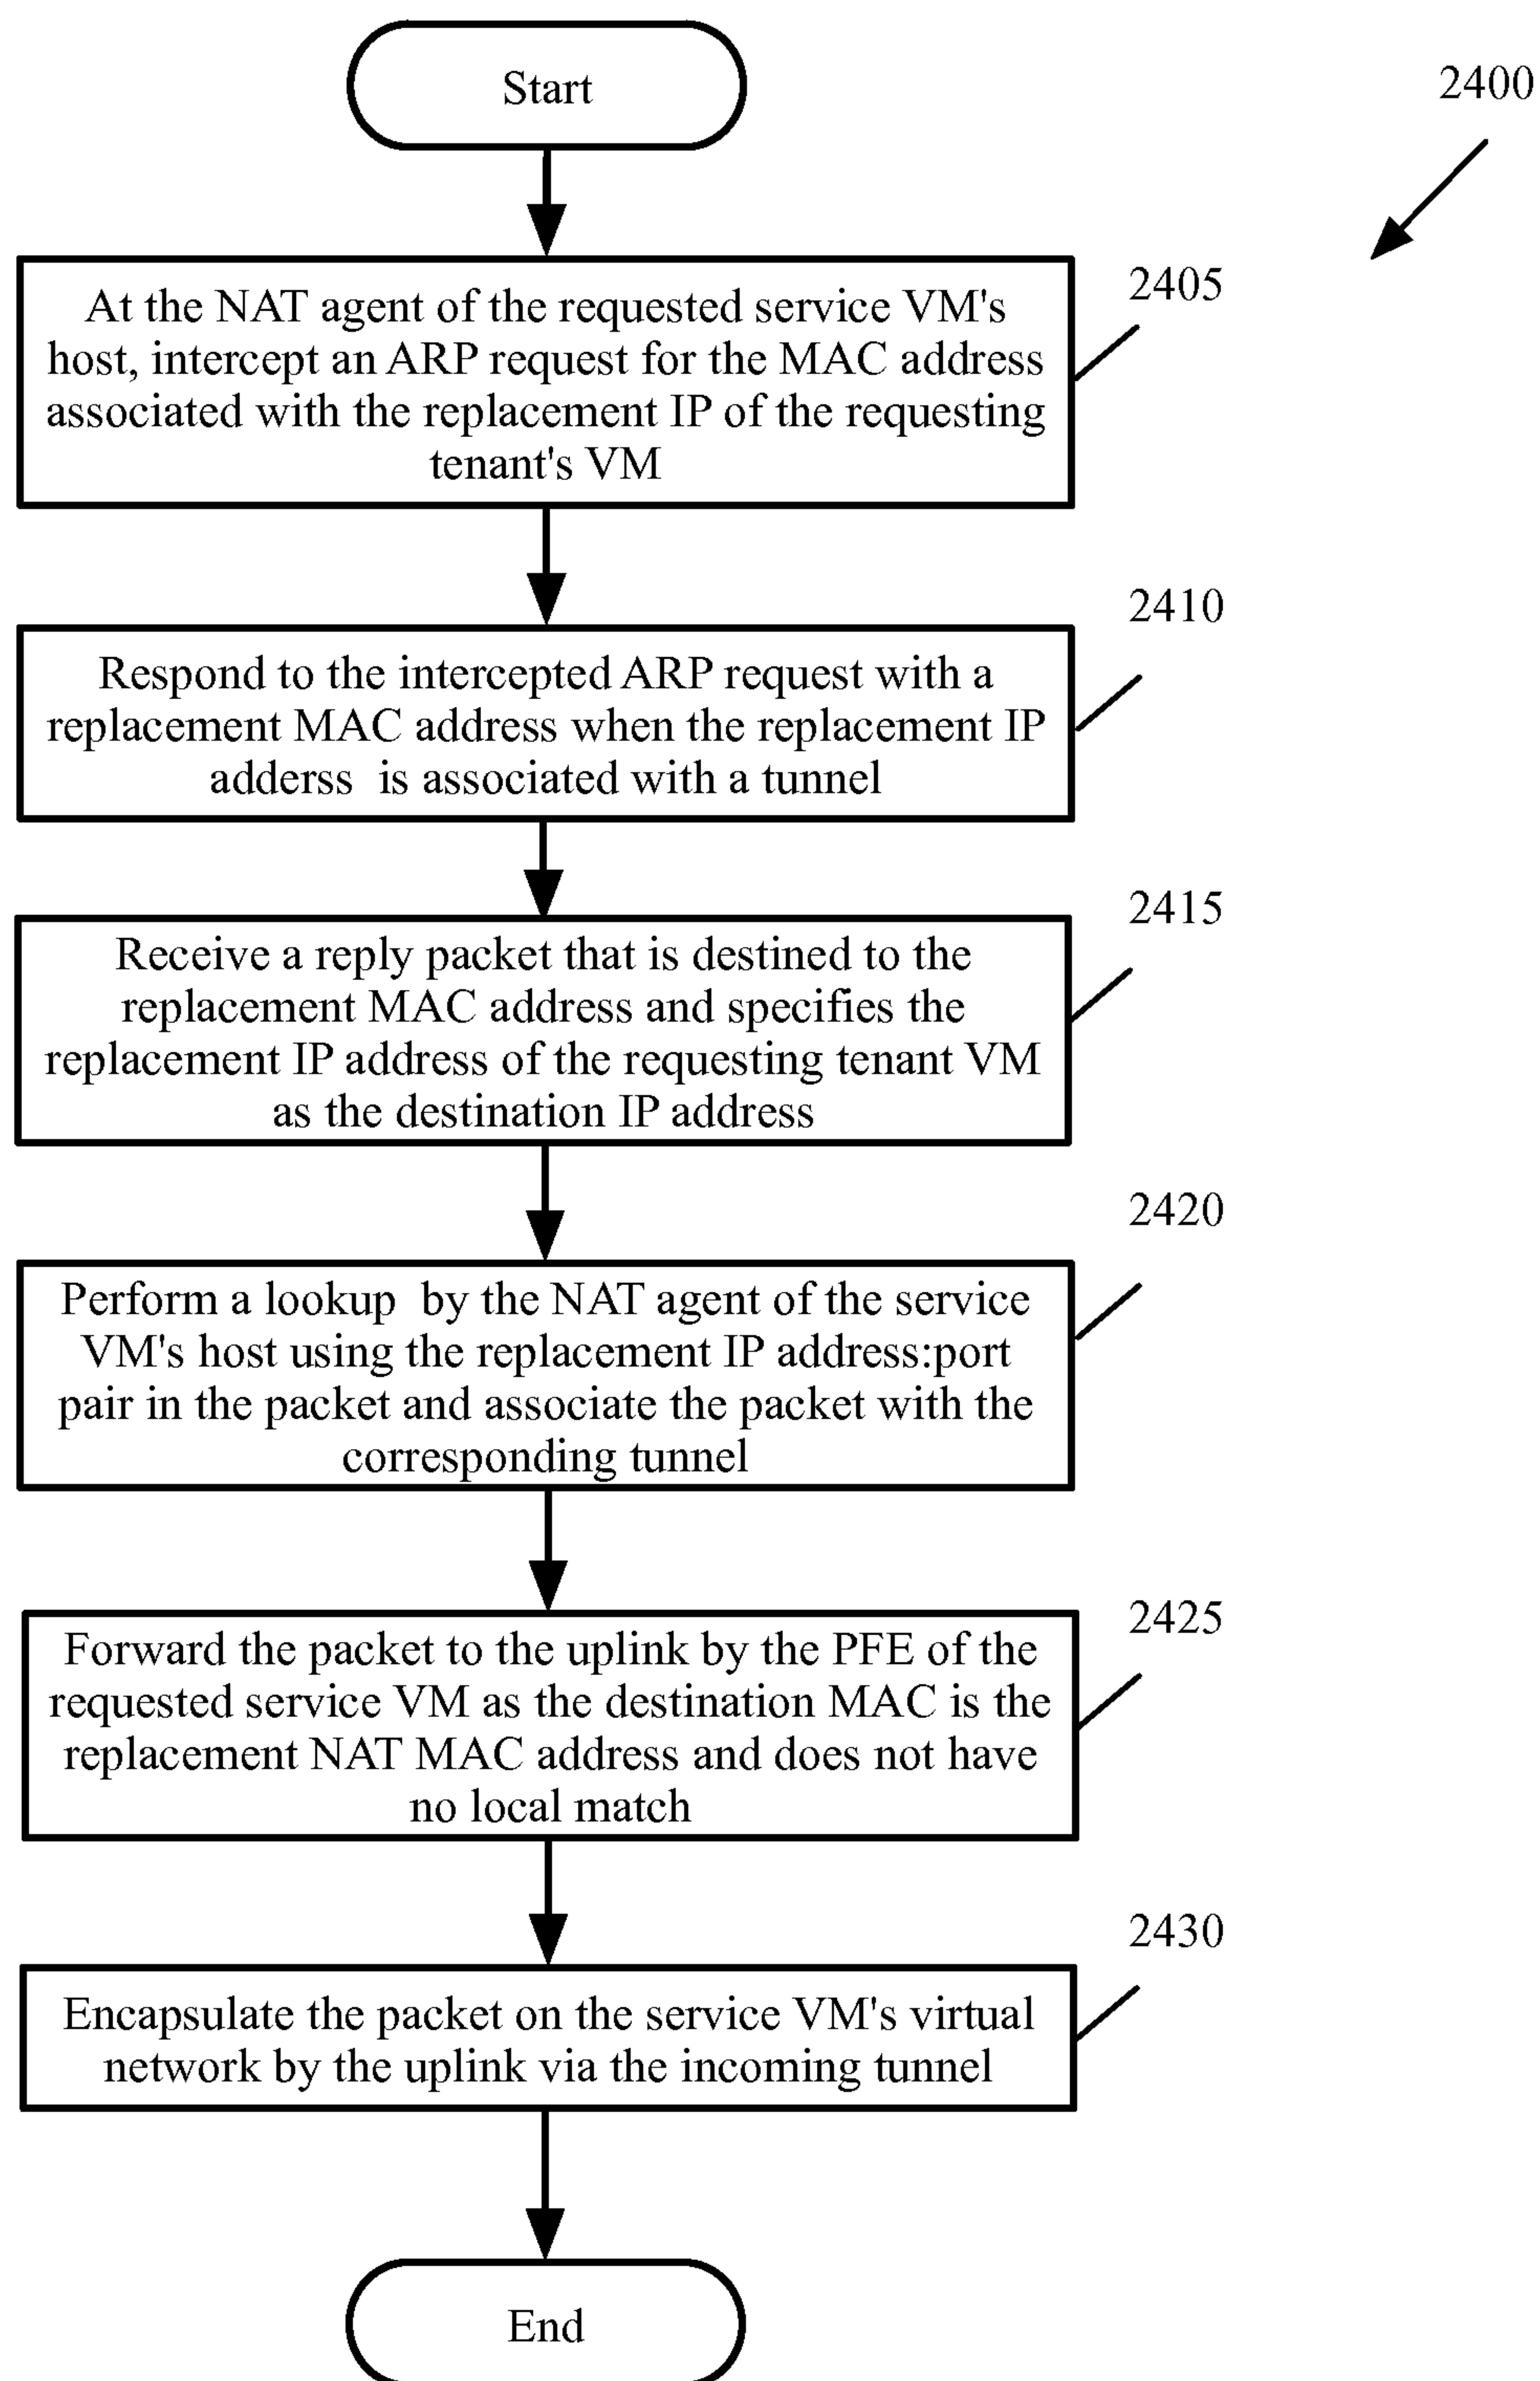 Start
2400
2405
At the NAT agent of the requested service VM's
host, intercept an ARP request for the MAC address
associated with the replacement IP of the requesting
tenant's VM
2410
Respond to the intercepted ARP request with a
replacement MAC address when the replacement IP
aderss is associated with a tunnel
2415
Receive a reply packet that is destined to the
replacement MAC address and specifies the
replacement IP address of the requesting tenant VM
as the destination IP address
2420
Perform a lookup by the NAT agent of the service
VM's host using the replacement IP address:port
pair in the packet and associate the packet with the
corresponding tunnel
2425
Forward the packet to the uplink by the PFE of the
requested service VM as the destination MAC is the
replacement NAT MAC address and does not have
no local match
2430
Encapsulate the packet on the service VM's virtual
network by the uplink via the incoming tunnel
End